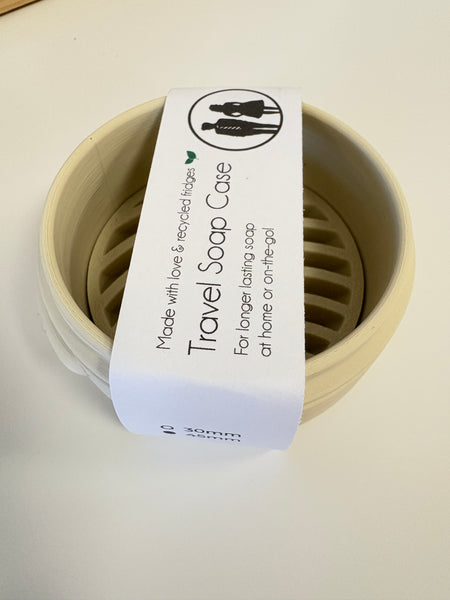 Made with love & recycled fridges
Travel Soap Case
For longer lasting soap
at home or on-the-go!
30mm
45mm